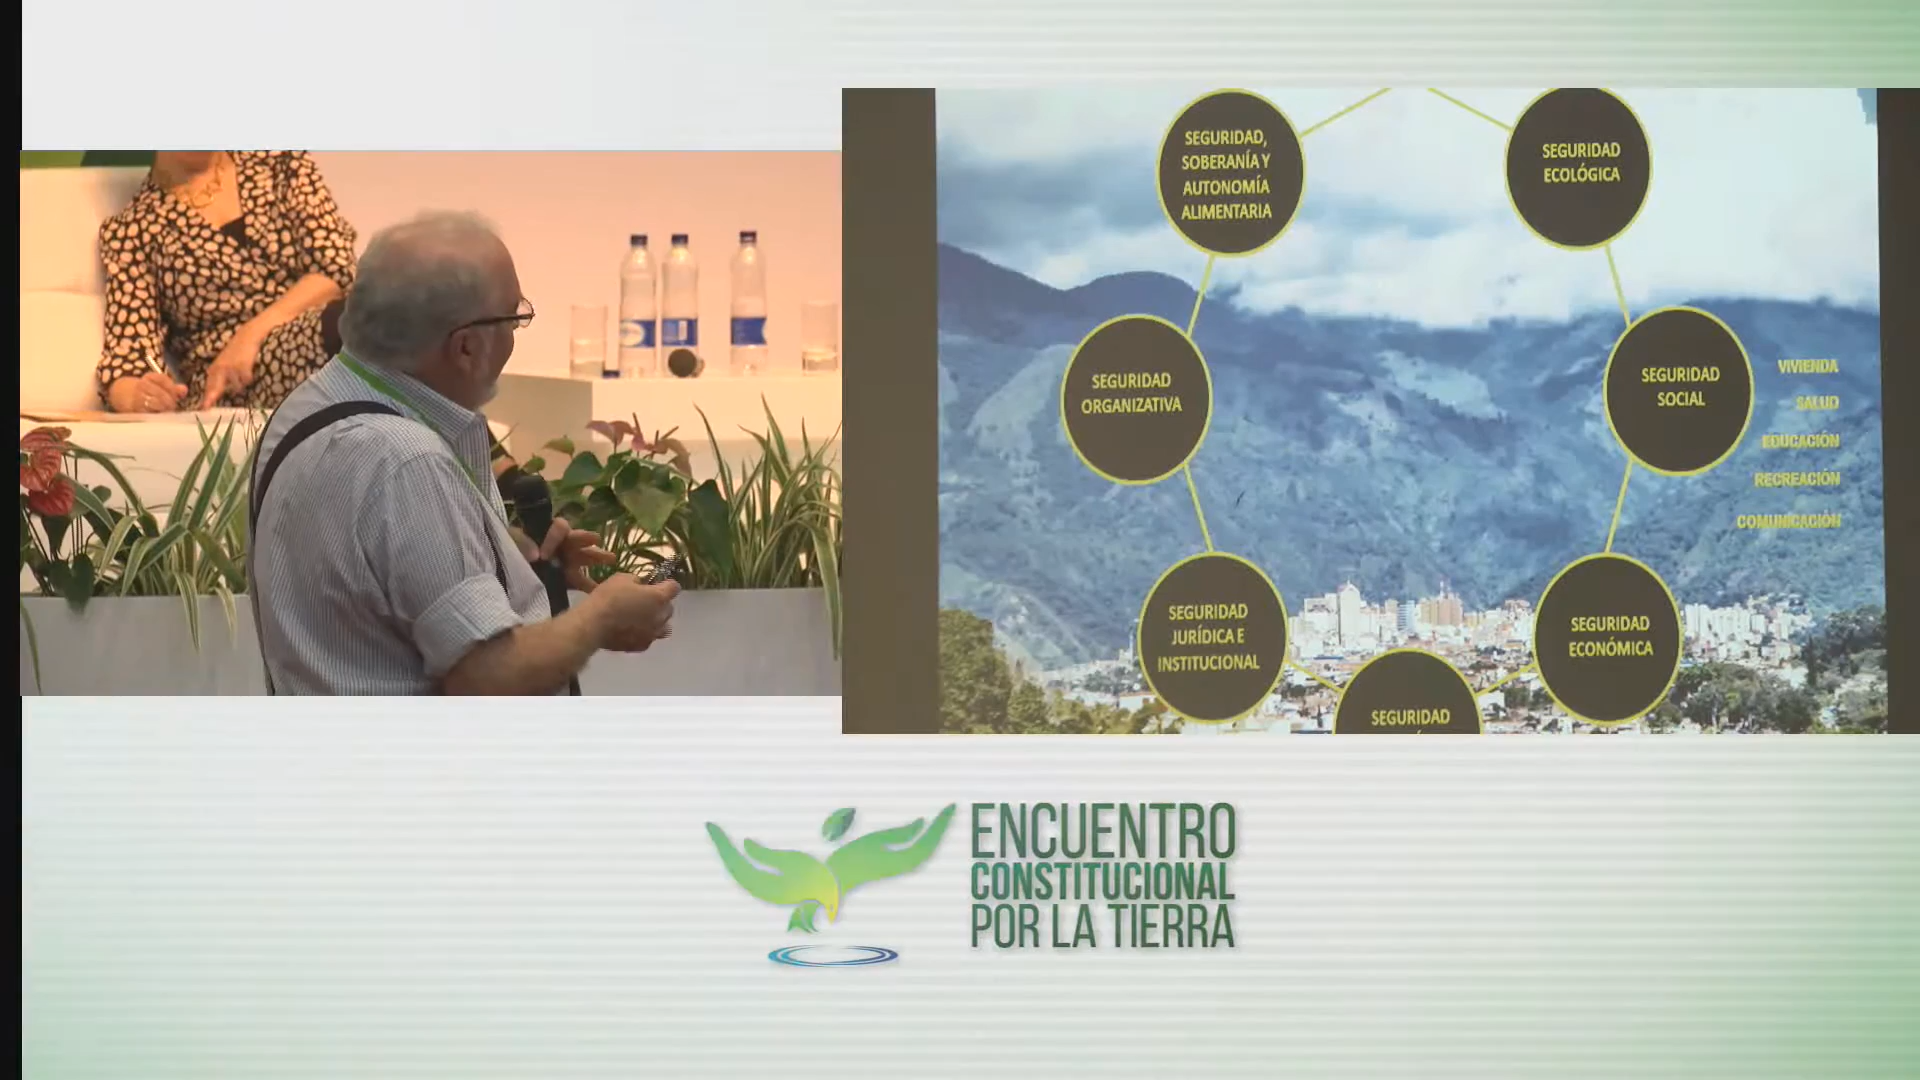 SEGURIDAD,
SOBERANÍA Y
AUTONOMÍA
ALIMENTARIA
SEGURIDAD
ECOLÓGICA
SEGURIDAD
ORGANIZATIVA
SEGURIDAD
SOCIAL
VIVIENDA
SALUD
EDUCACIÓN
RECREACIÓN
COMUNICACIÓN
SEGURIDAD
JURÍDICA E
INSTITUCIONAL
SEGURIDAD
ECONÓMICA
SEGURIDAD
ENCUENTRO
CONSTITUCIONAL
POR LA TIERRA